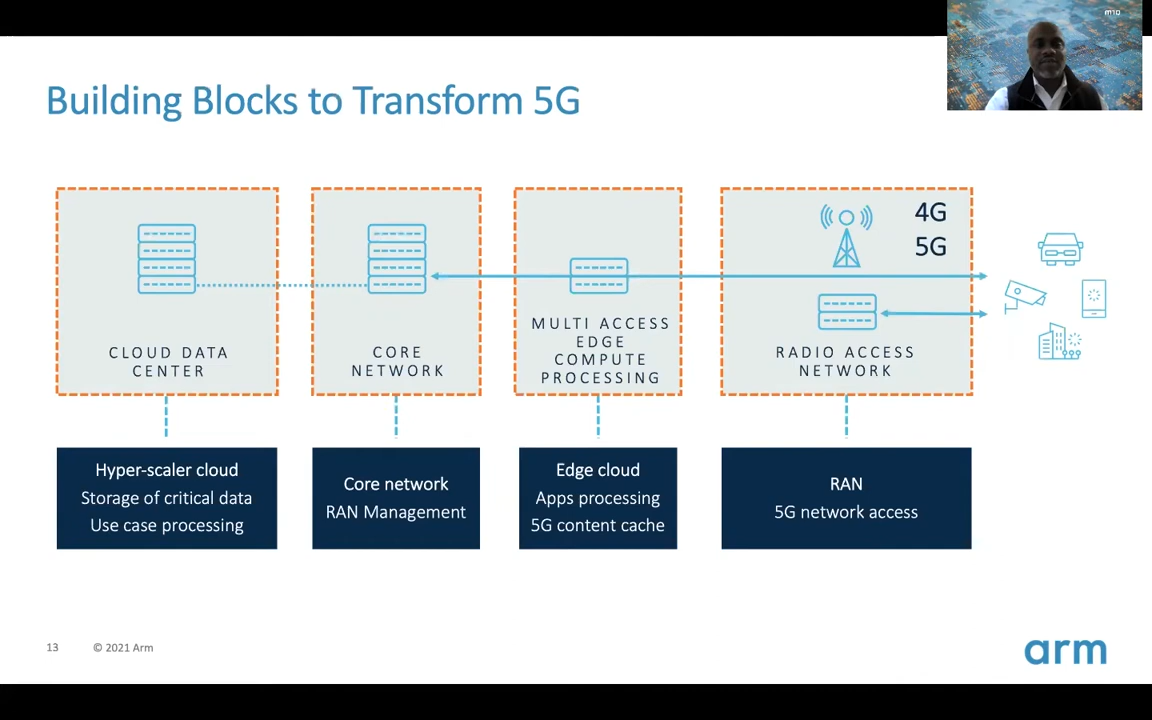 Building Blocks to Transform 5G
4G
5G
CLOUD DATA
CENTER
CORE
NETWORK
MULTI ACCESS
EDGE
COMPUTE
PROCESSING
RADIO ACCESS
NETWORK
Hyper-scaler cloud
Storage of critical data
Use case processing
Core network
RAN Management
Edge cloud
Apps processing
5G content cache
RAN
5G network access
13
© 2021 Arm
arm